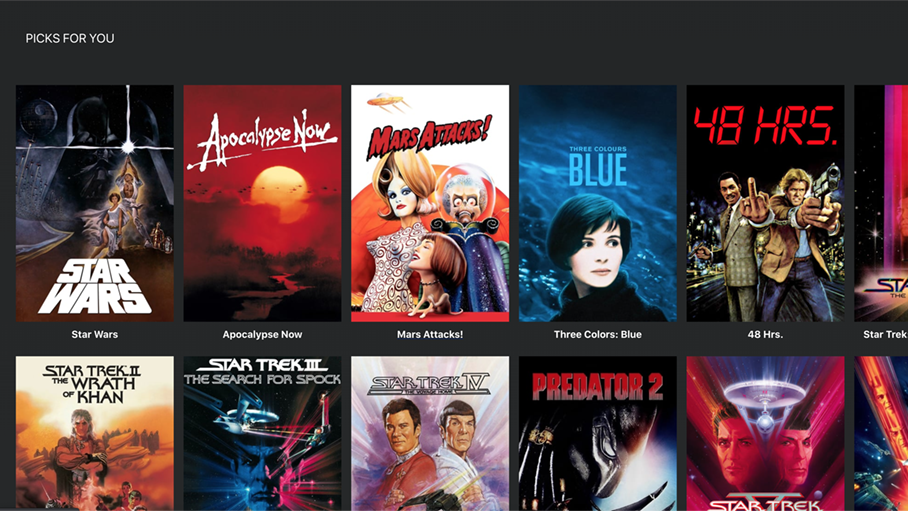 PICKS FOR YOU
STAR
WARS
Apocalypse Now
MARS ATTACKS!
THREE COLOURS
BLUE
48 HRS.
STA
THE
Star Wars
Apocalypse Now
Mars Attacks!
Three Colors: Blue
48 Hrs.
Star Trek
STAR TREK II
THE WRATH
OF KHAN
STAR TREK III
THE SEARCH FOR SPOCK
STAR TREK IV
THE VOYAGE HOME
PREDATOR 2
V
STAR TREK